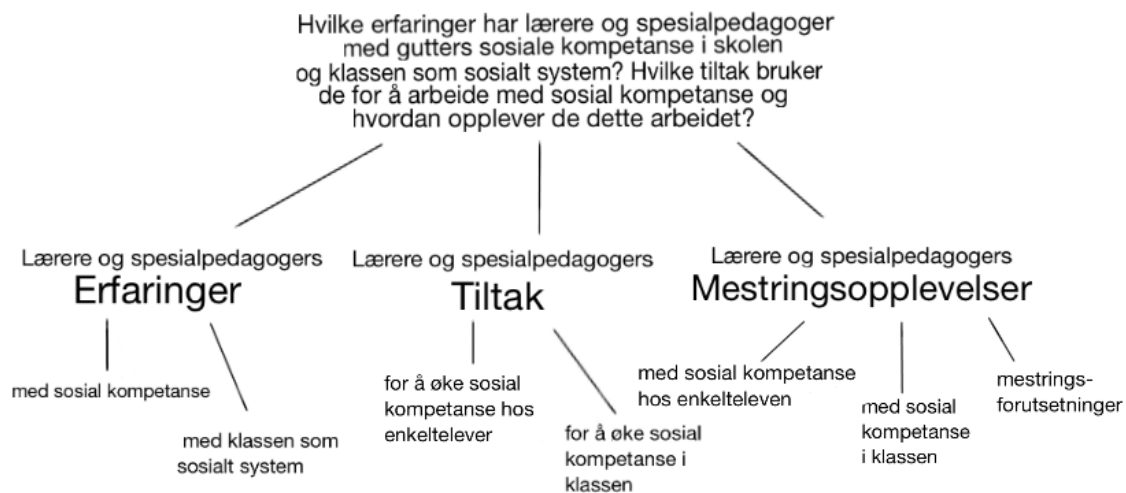 Hvilke erfaringer har lærere og spesialpedagoger
med gutters sosiale kompetanse i skolen
og klassen som sosialt system? Hvilke tiltak bruker
de for å arbeide med sosial kompetanse og
hvordan opplever de dette arbeidet?
Lærere og spesialpedagogers
Erfaringer
med sosial kompetanse
med klassen som
sosialt system
Lærere og spesialpedagogers
Tiltak
for å øke sosial
kompetanse hos
enkeltelever
for å øke sosial
kompetanse i
klassen
Lærere og spesialpedagogers
Mestringsopplevelser
med sosial kompetanse
hos enkelteleven
med sosial
kompetanse
i klassen
mestrings-
forutsetninger